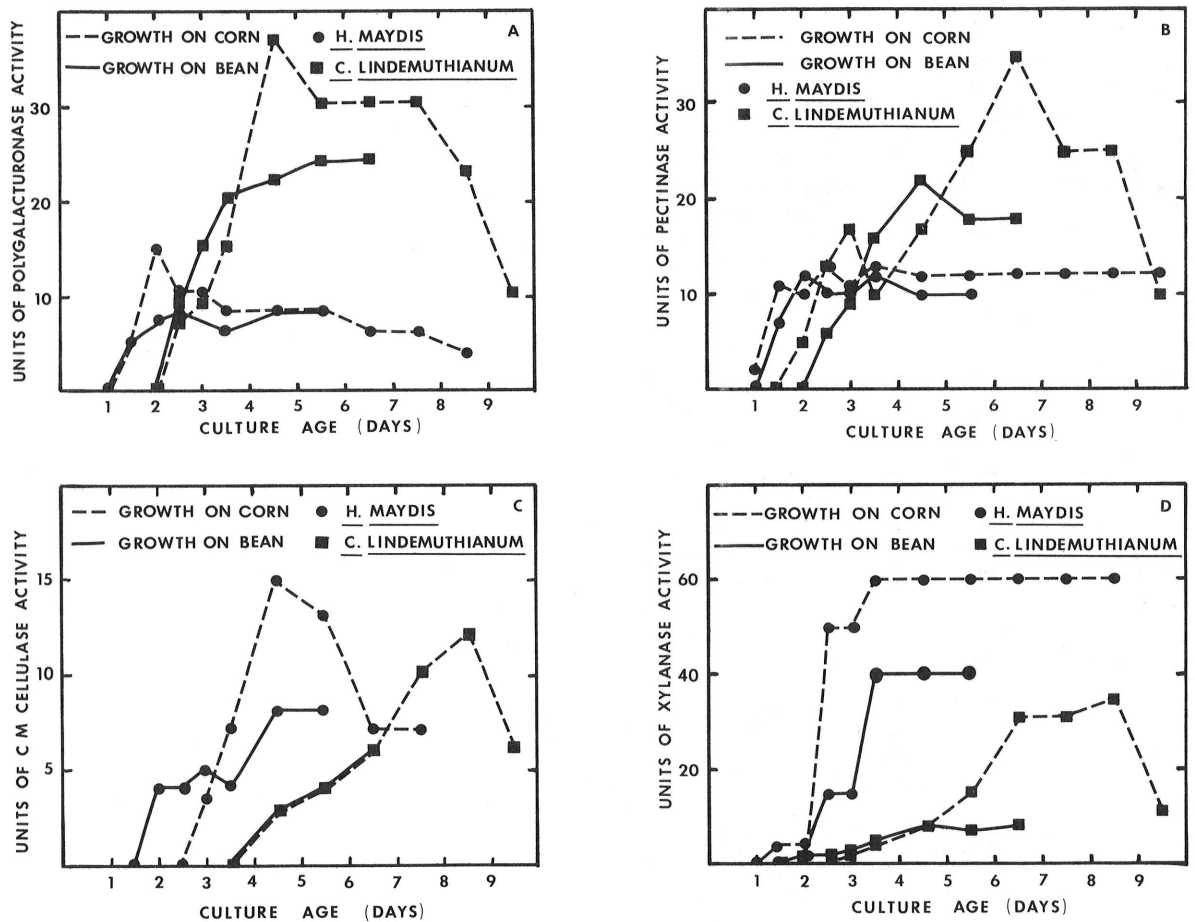 GROWTH ON CORN H. MAYDIS A
GROWTH ON BEAN C. LINDEMUTHIANUM
UNITS OF POLYGALACTURONASE ACTIVITY
30
20
10
1 2 3 4 5 6 7 8 9
CULTURE AGE (DAYS)
B
GROWTH ON CORN
GROWTH ON BEAN
H. MAYDIS
C. LINDEMUTHIANUM
UNITS OF PECTINASE ACTIVITY
30
20
10
1 2 3 4 5 6 7 8 9
CULTURE AGE (DAYS)
GROWTH ON CORN H. MAYDIS C
GROWTH ON BEAN C. LINDEMUTHIANUM
UNITS OF C M CELLULASE ACTIVITY
15
10
5
1 2 3 4 5 6 7 8 9
CULTURE AGE (DAYS)
GROWTH ON CORN H. MAYDIS D
GROWTH ON BEAN C. LINDEMUTHIANUM
UNITS OF XYLANASE ACTIVITY
60
40
20
1 2 3 4 5 6 7 8 9
CULTURE AGE (DAYS)